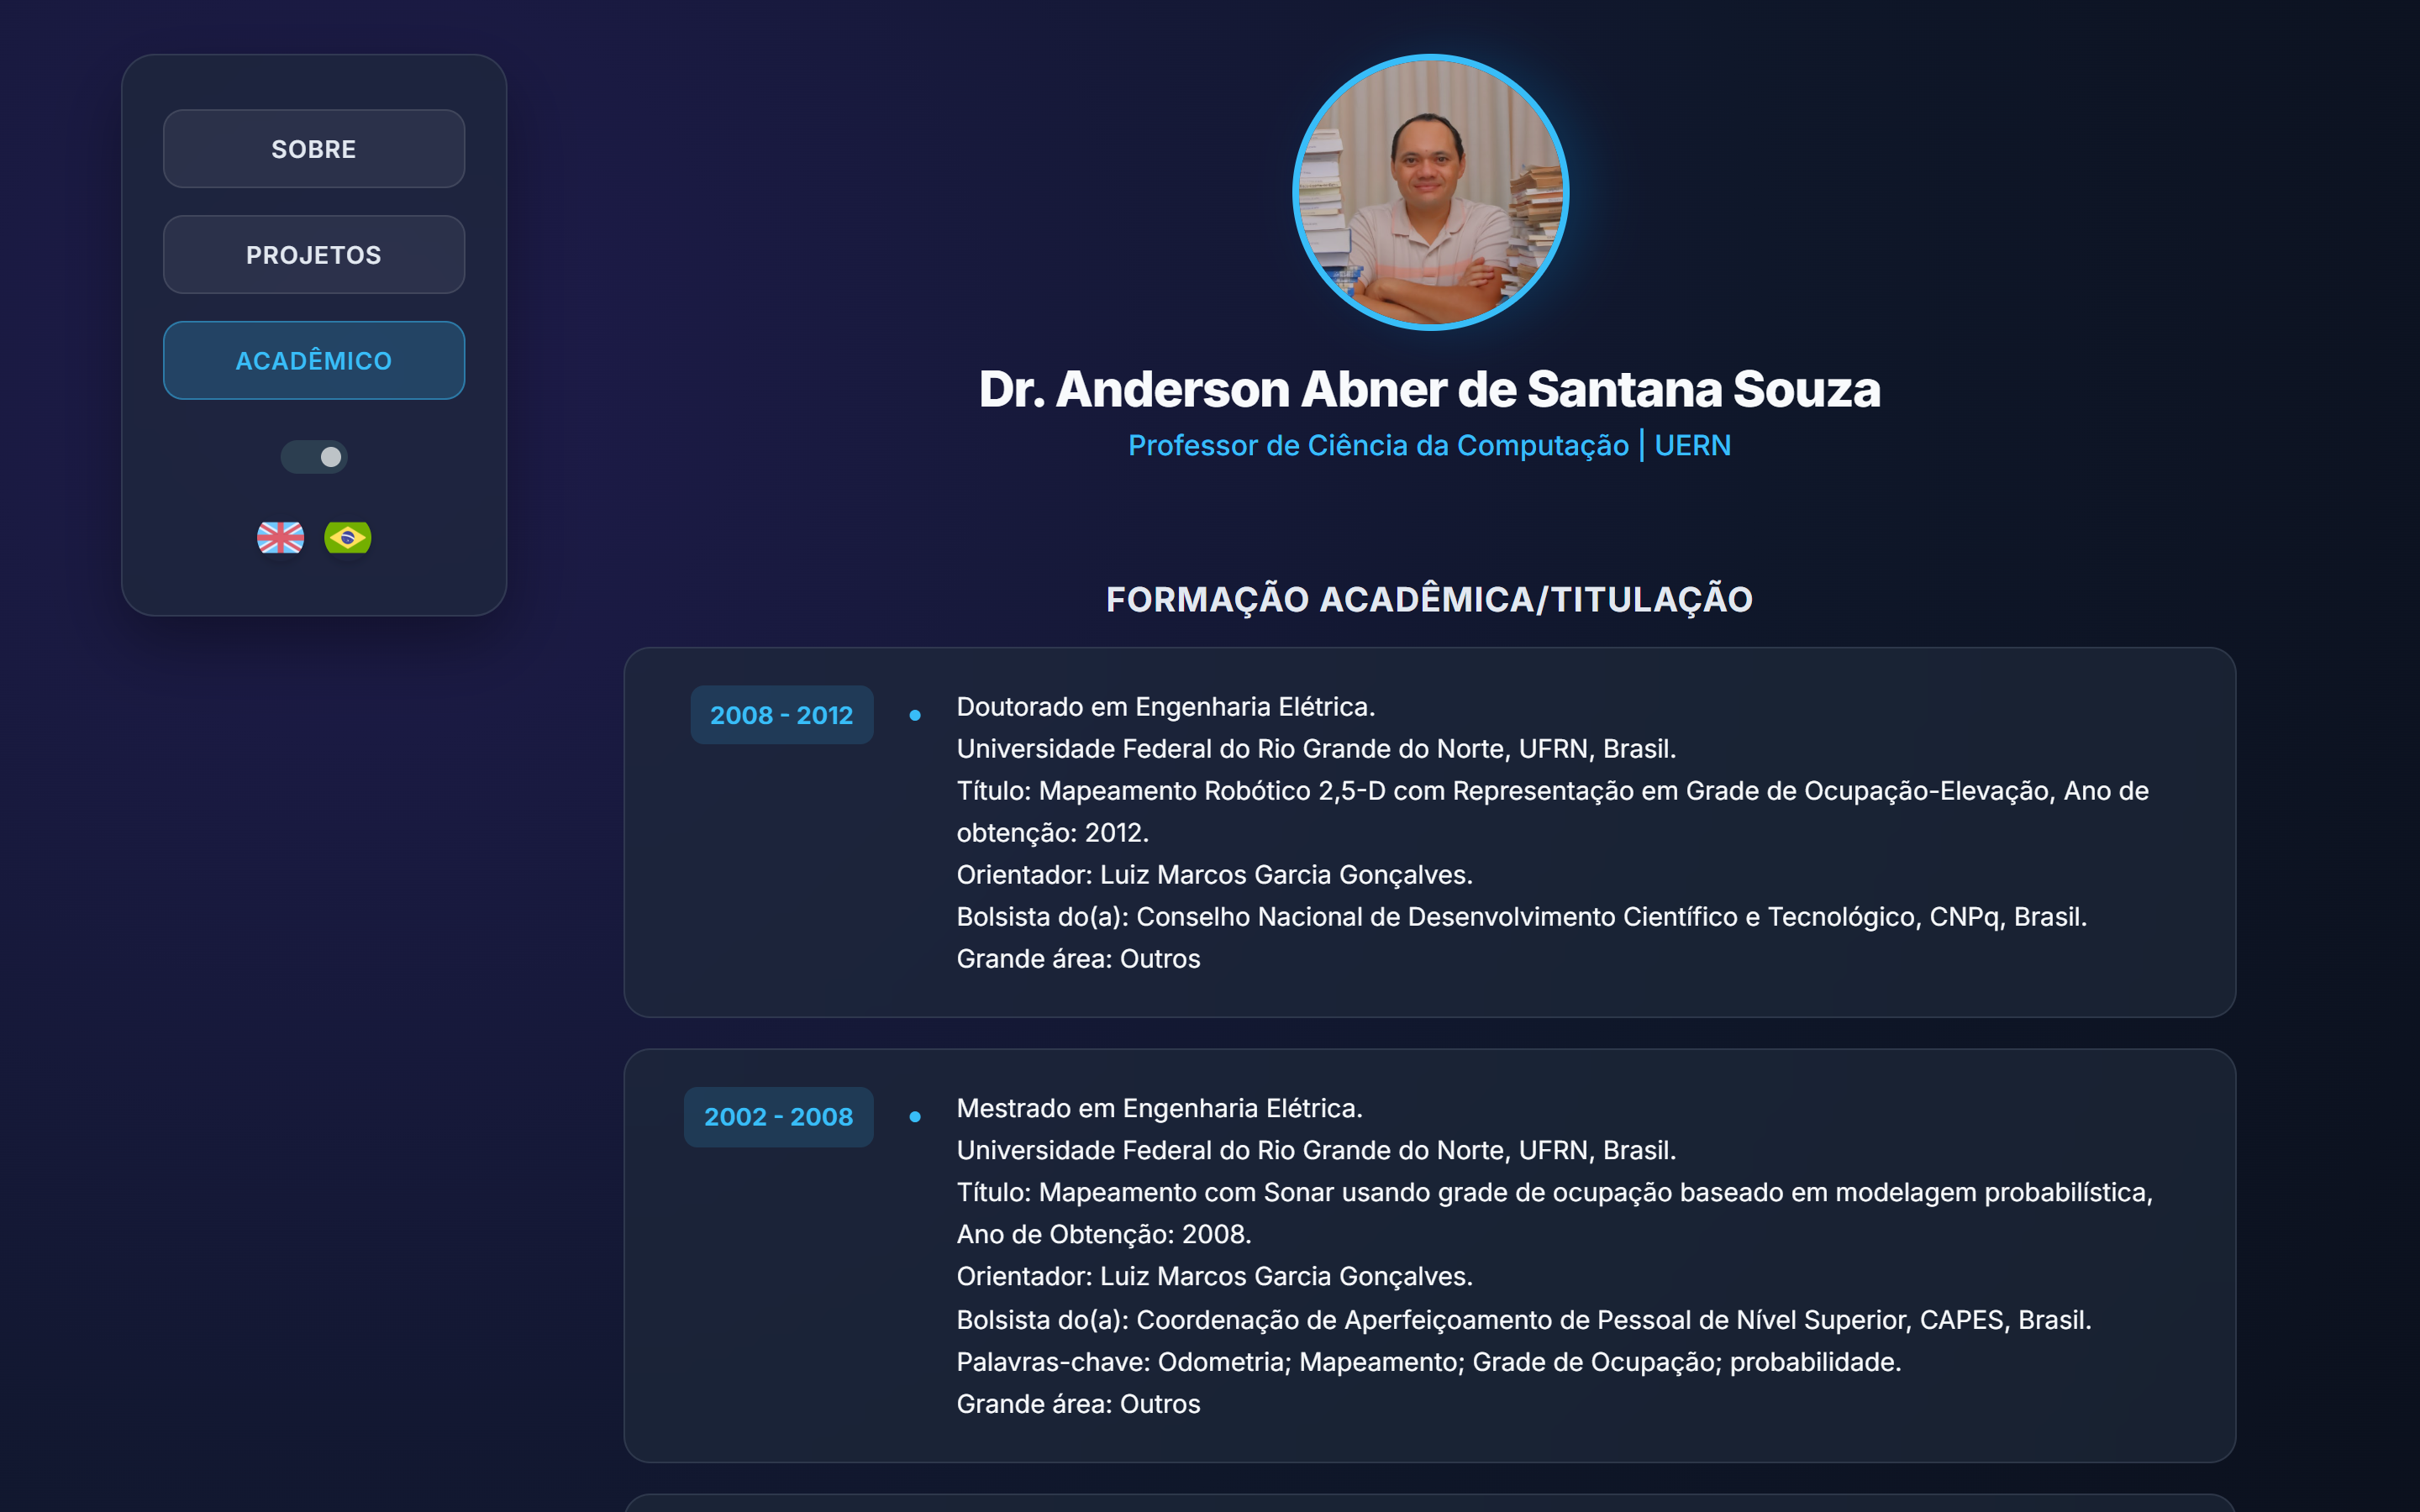 SOBRE
PROJETOS
ACADÊMICO
Dr. Anderson Abner de Santana Souza
Professor de Ciência da Computação | UERN
FORMAÇÃO ACADÊMICA/TITULAÇÃO
2008 - 2012
Doutorado em Engenharia Elétrica.
Universidade Federal do Rio Grande do Norte, UFRN, Brasil.
Título: Mapeamento Robótico 2,5-D com Representação em Grade de Ocupação-Elevação, Ano de
obtenção: 2012.
Orientador: Luiz Marcos Garcia Gonçalves.
Bolsista do(a): Conselho Nacional de Desenvolvimento Científico e Tecnológico, CNPq, Brasil.
Grande área: Outros
2002 - 2008
Mestrado em Engenharia Elétrica.
Universidade Federal do Rio Grande do Norte, UFRN, Brasil.
Título: Mapeamento com Sonar usando grade de ocupação baseado em modelagem probabilística,
Ano de Obtenção: 2008.
Orientador: Luiz Marcos Garcia Gonçalves.
Bolsista do(a): Coordenação de Aperfeiçoamento de Pessoal de Nível Superior, CAPES, Brasil.
Palavras-chave: Odometria; Mapeamento; Grade de Ocupação; probabilidade.
Grande área: Outros